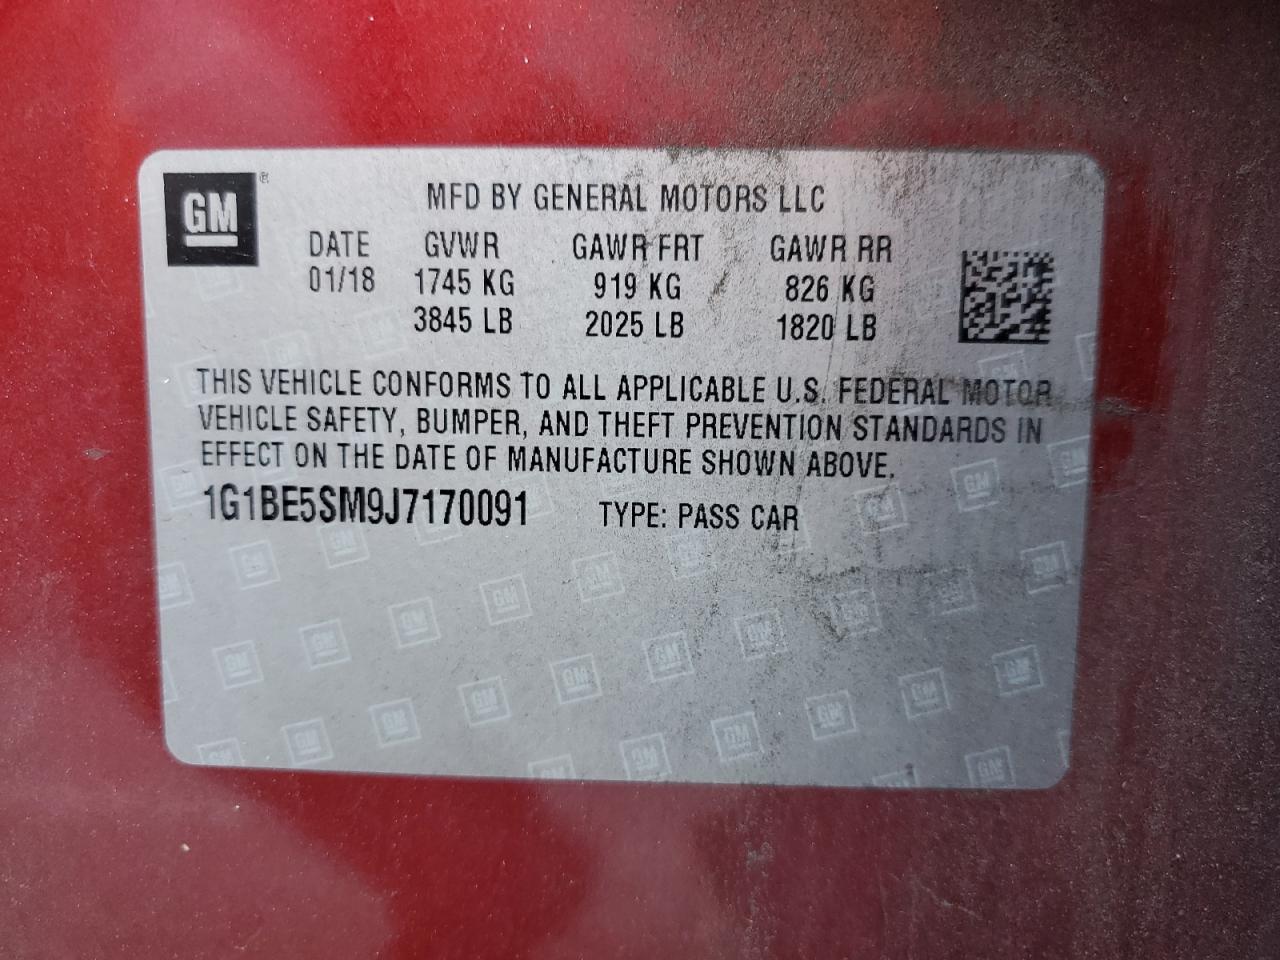 GM®
MFD BY GENERAL MOTORS LLC
DATE GVWR GAWR FRT GAWR RR
01/18 1745 KG 919 KG 826 KG
3845 LB 2025 LB 1820 LB
THIS VEHICLE CONFORMS TO ALL APPLICABLE U.S. FEDERAL MOTOR
VEHICLE SAFETY, BUMPER, AND THEFT PREVENTION STANDARDS IN
EFFECT ON THE DATE OF MANUFACTURE SHOWN ABOVE.
1G1BE5SM9J7170091 TYPE: PASS CAR